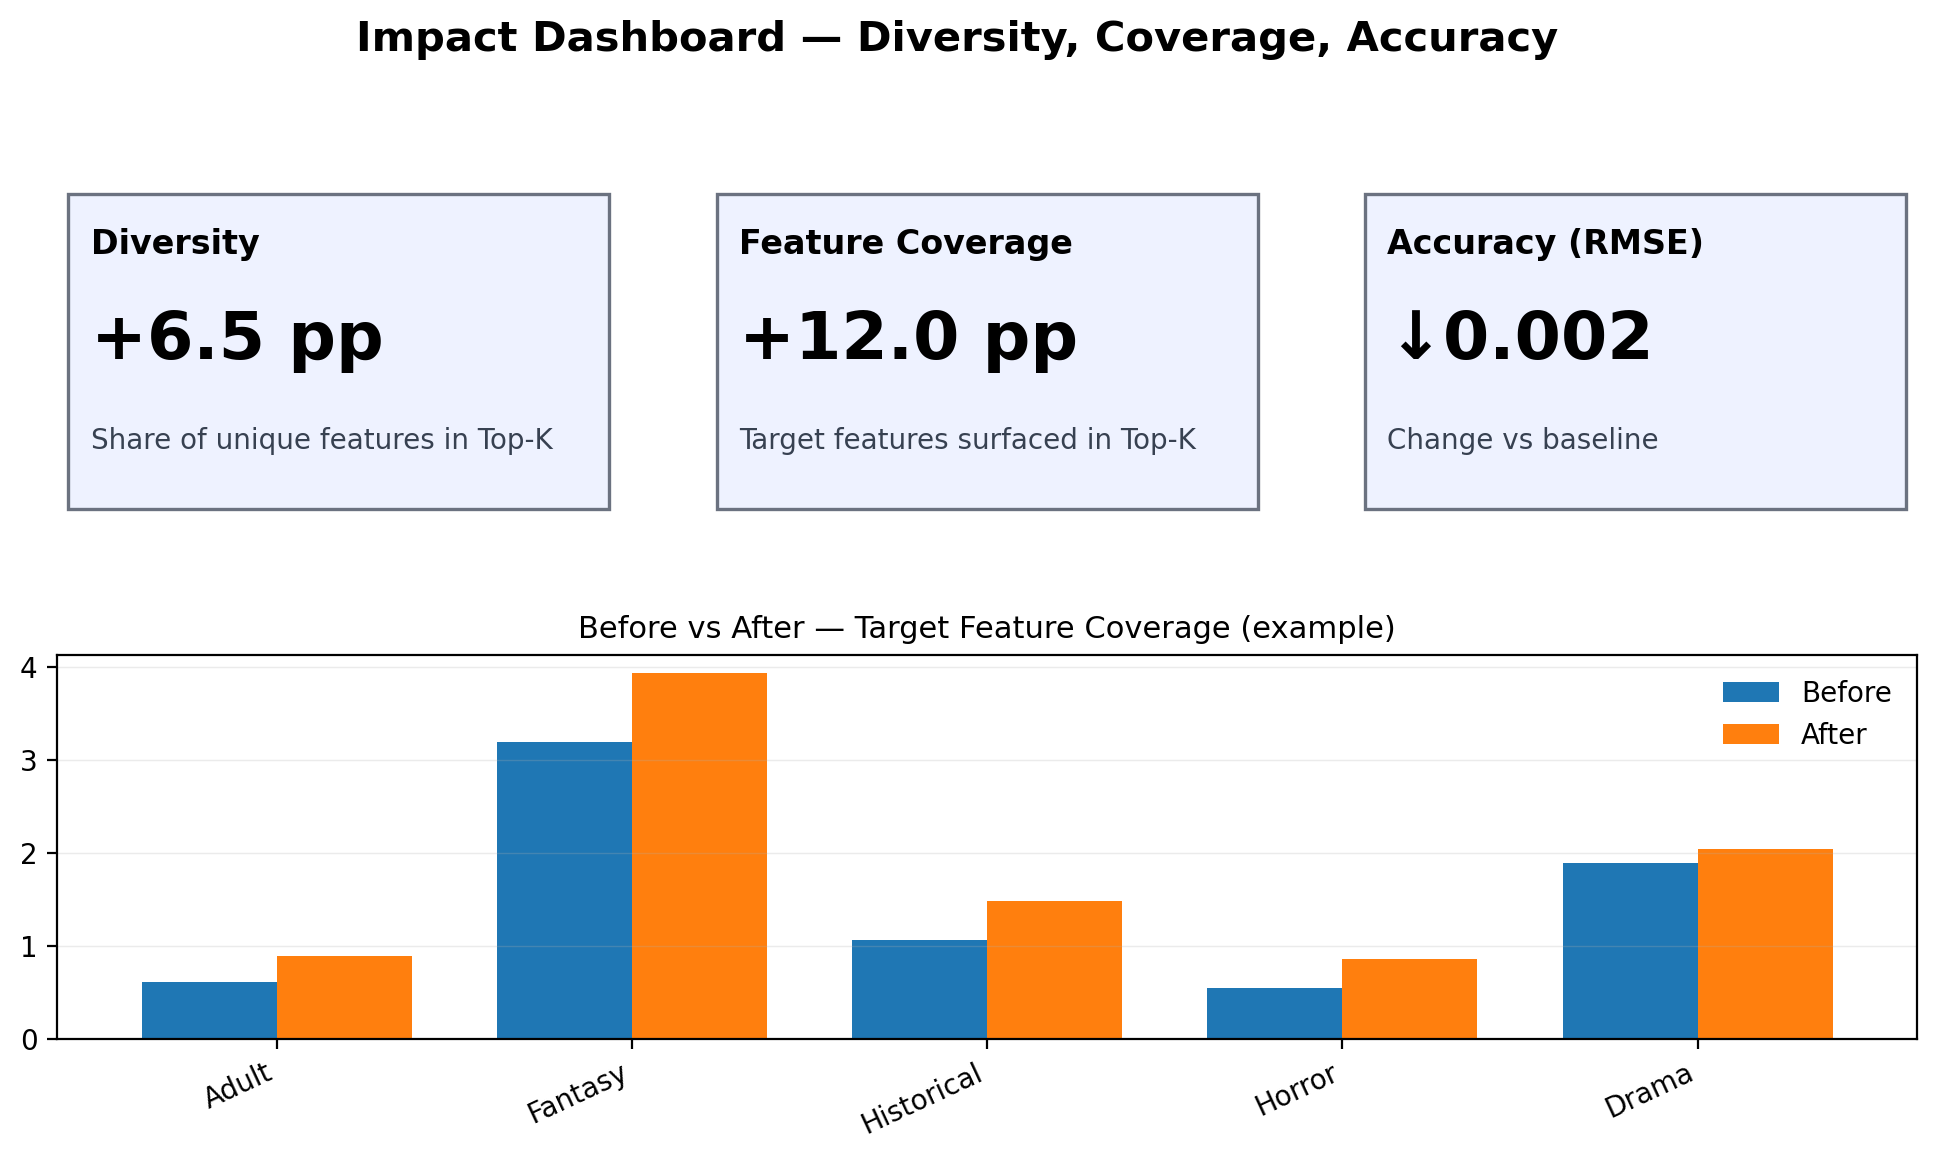 Impact Dashboard — Diversity, Coverage, Accuracy
Diversity
+6.5 pp
Share of unique features in Top-K
Feature Coverage
+12.0 pp
Target features surfaced in Top-K
Accuracy (RMSE)
↓0.002
Change vs baseline
Before vs After — Target Feature Coverage (example)
4
3
2
1
0
Before
After
Adult
Fantasy
Historical
Horror
Drama